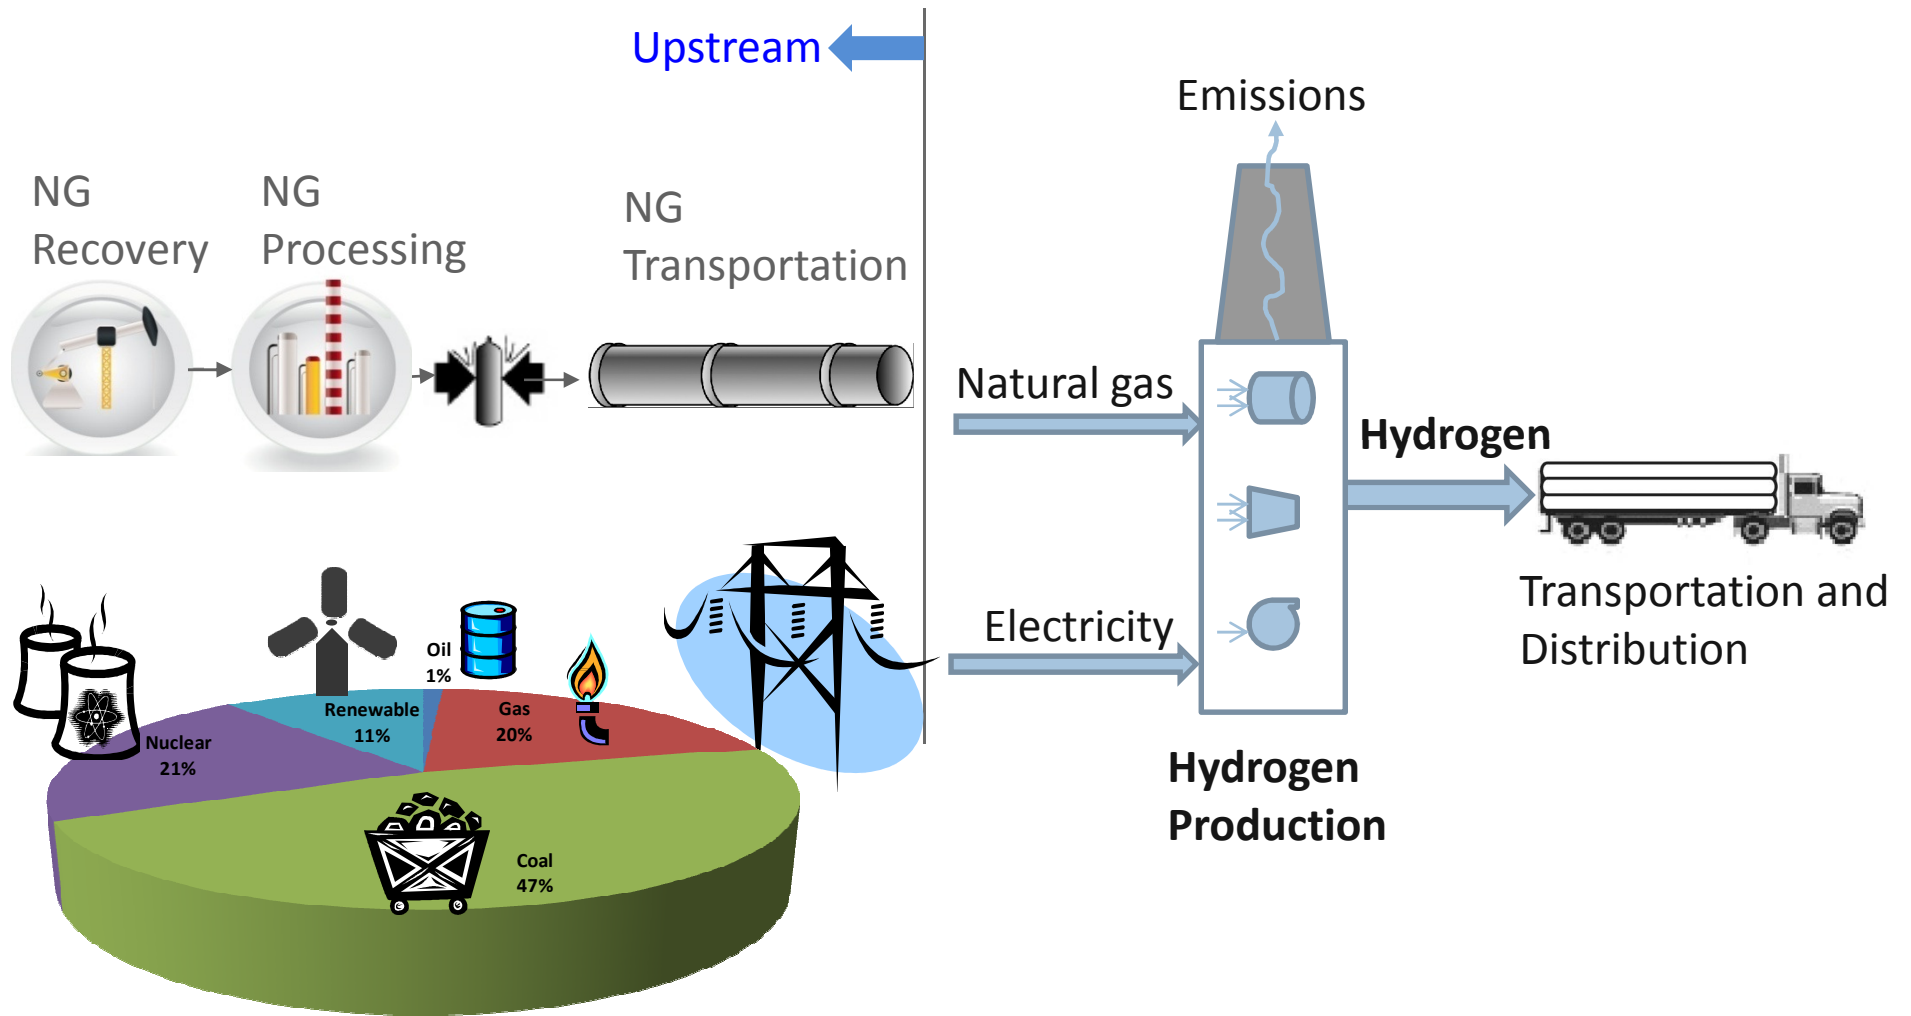 Upstream
Emissions
NG
Recovery
NG
Processing
NG
Transportation
Natural gas
Hydrogen
Electricity
Transportation and
Distribution
Hydrogen
Production
Oil
1%
Renewable
11%
Gas
20%
Nuclear
21%
Coal
47%